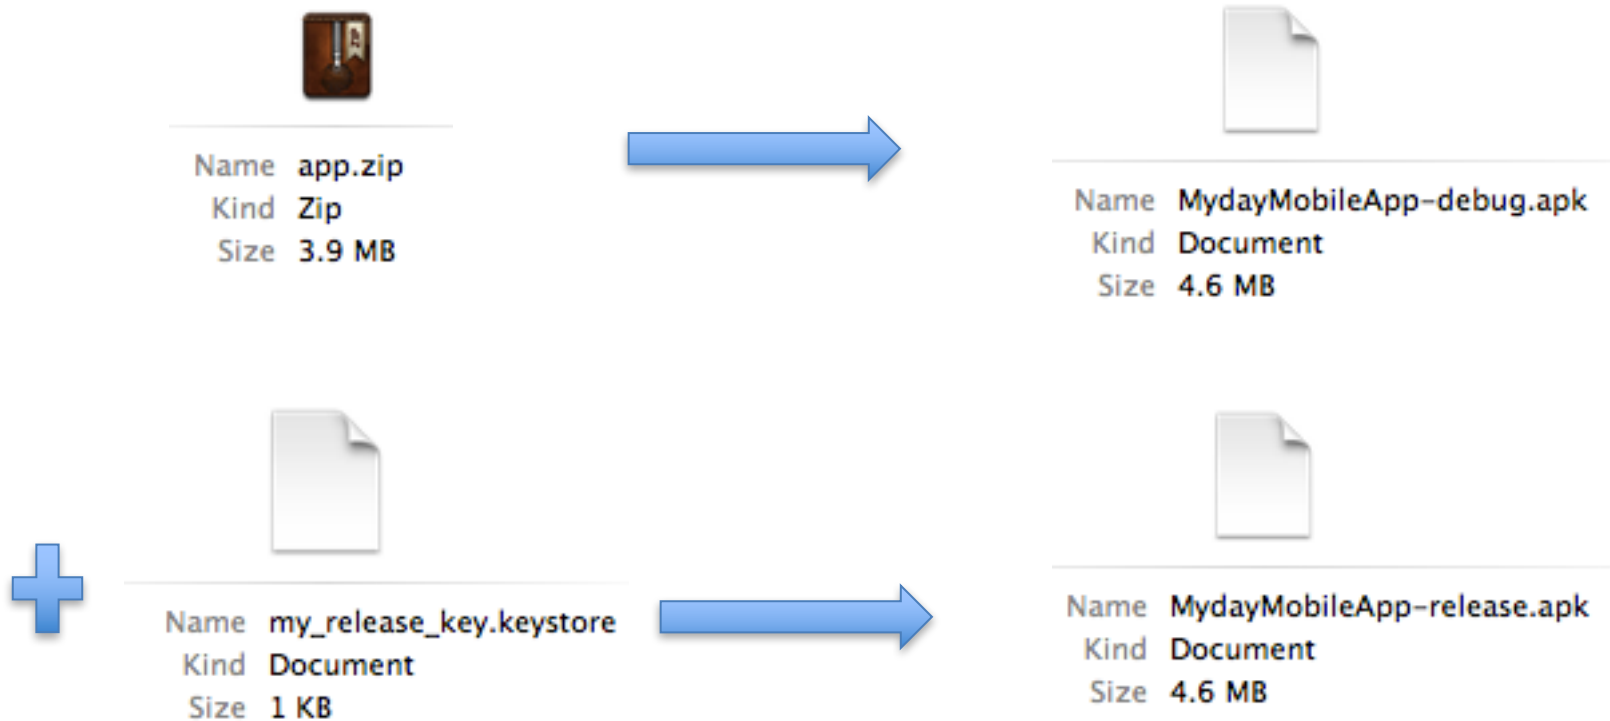 Name app.zip
Kind Zip
Size 3.9 MB
Name MydayMobileApp-debug.apk
Kind Document
Size 4.6 MB
Name my_release_key.keystore
Kind Document
Size 1 KB
Name MydayMobileApp-release.apk
Kind Document
Size 4.6 MB